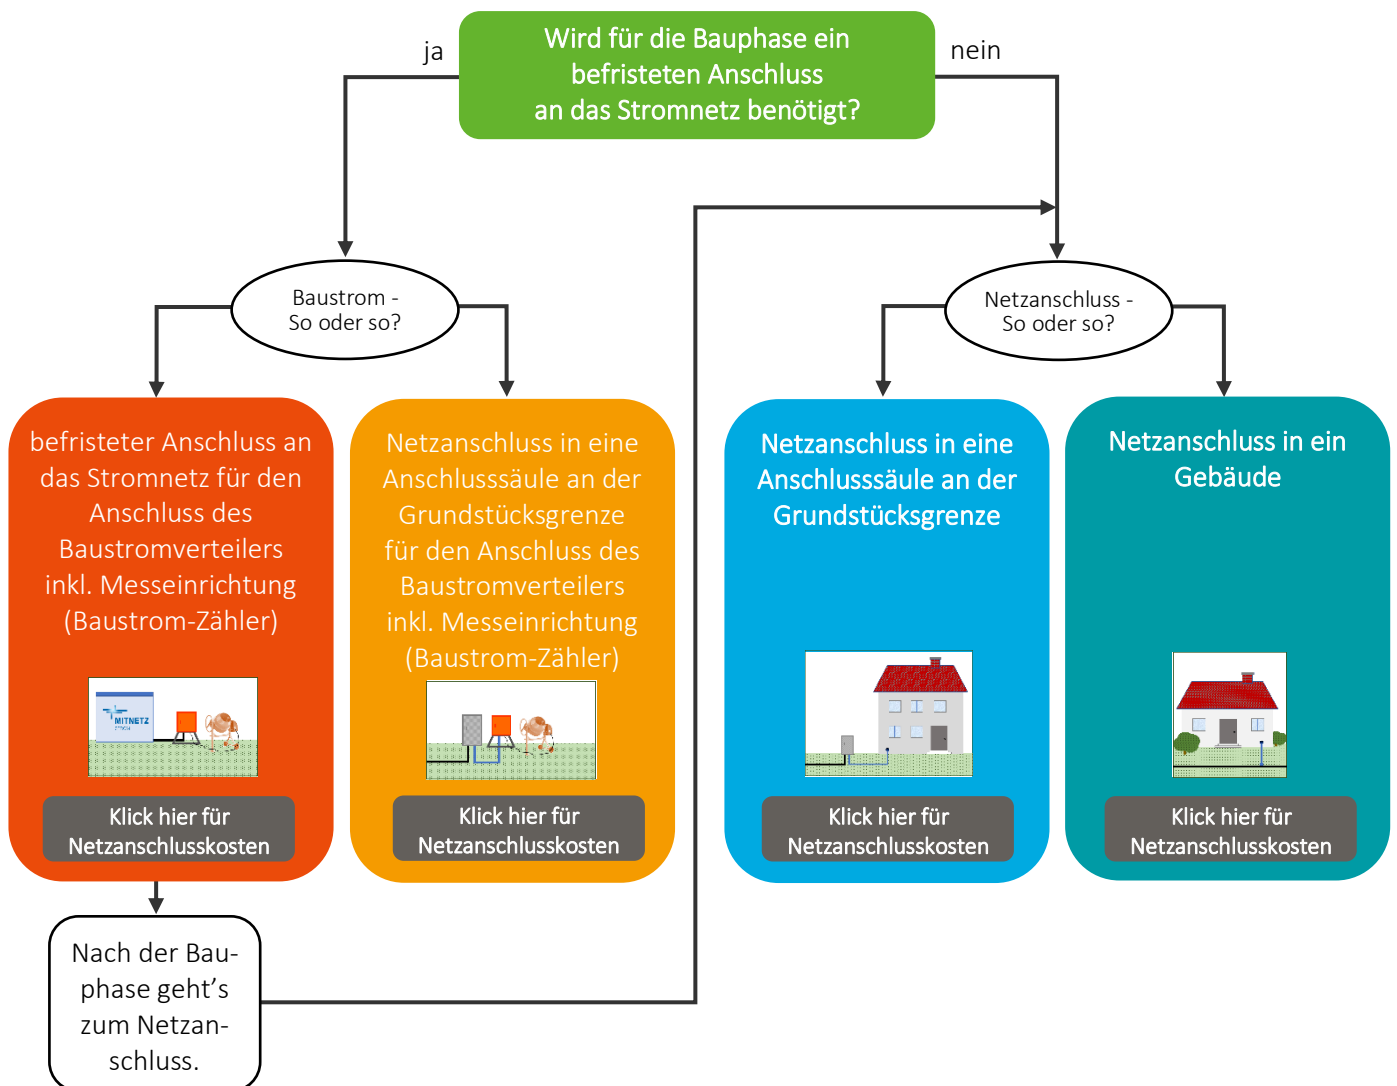 ja
Wird für die Bauphase ein
befristeten Anschluss
an das Stromnetz benötigt?
nein
Baustrom -
So oder so?
Netzanschluss -
So oder so?
befristeter Anschluss an
das Stromnetz für den
Anschluss des
Baustromverteilers
inkl. Messeinrichtung
(Baustrom-Zähler)
MITNETZ
Klick hier für
Netzanschlusskosten
Netzanschluss in eine
Anschlusssäule an der
Grundstücksgrenze
für den Anschluss des
Baustromverteilers
inkl. Messeinrichtung
(Baustrom-Zähler)
Klick hier für
Netzanschlusskosten
Netzanschluss in eine
Anschlusssäule an der
Grundstücksgrenze
Klick hier für
Netzanschlusskosten
Netzanschluss in ein
Gebäude
Klick hier für
Netzanschlusskosten
Nach der Bau-
phase geht’s
zum Netzan-
schluss.